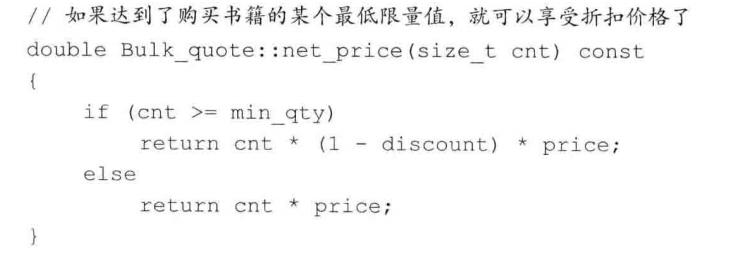 // 如果达到了购买书籍的某个最低限量值，就可以享受折扣价格了
double Bulk_quote::net_price(size_t cnt) const
{
    if (cnt >= min_qty)
        return cnt * (1 - discount) * price;
    else
        return cnt * price;
}